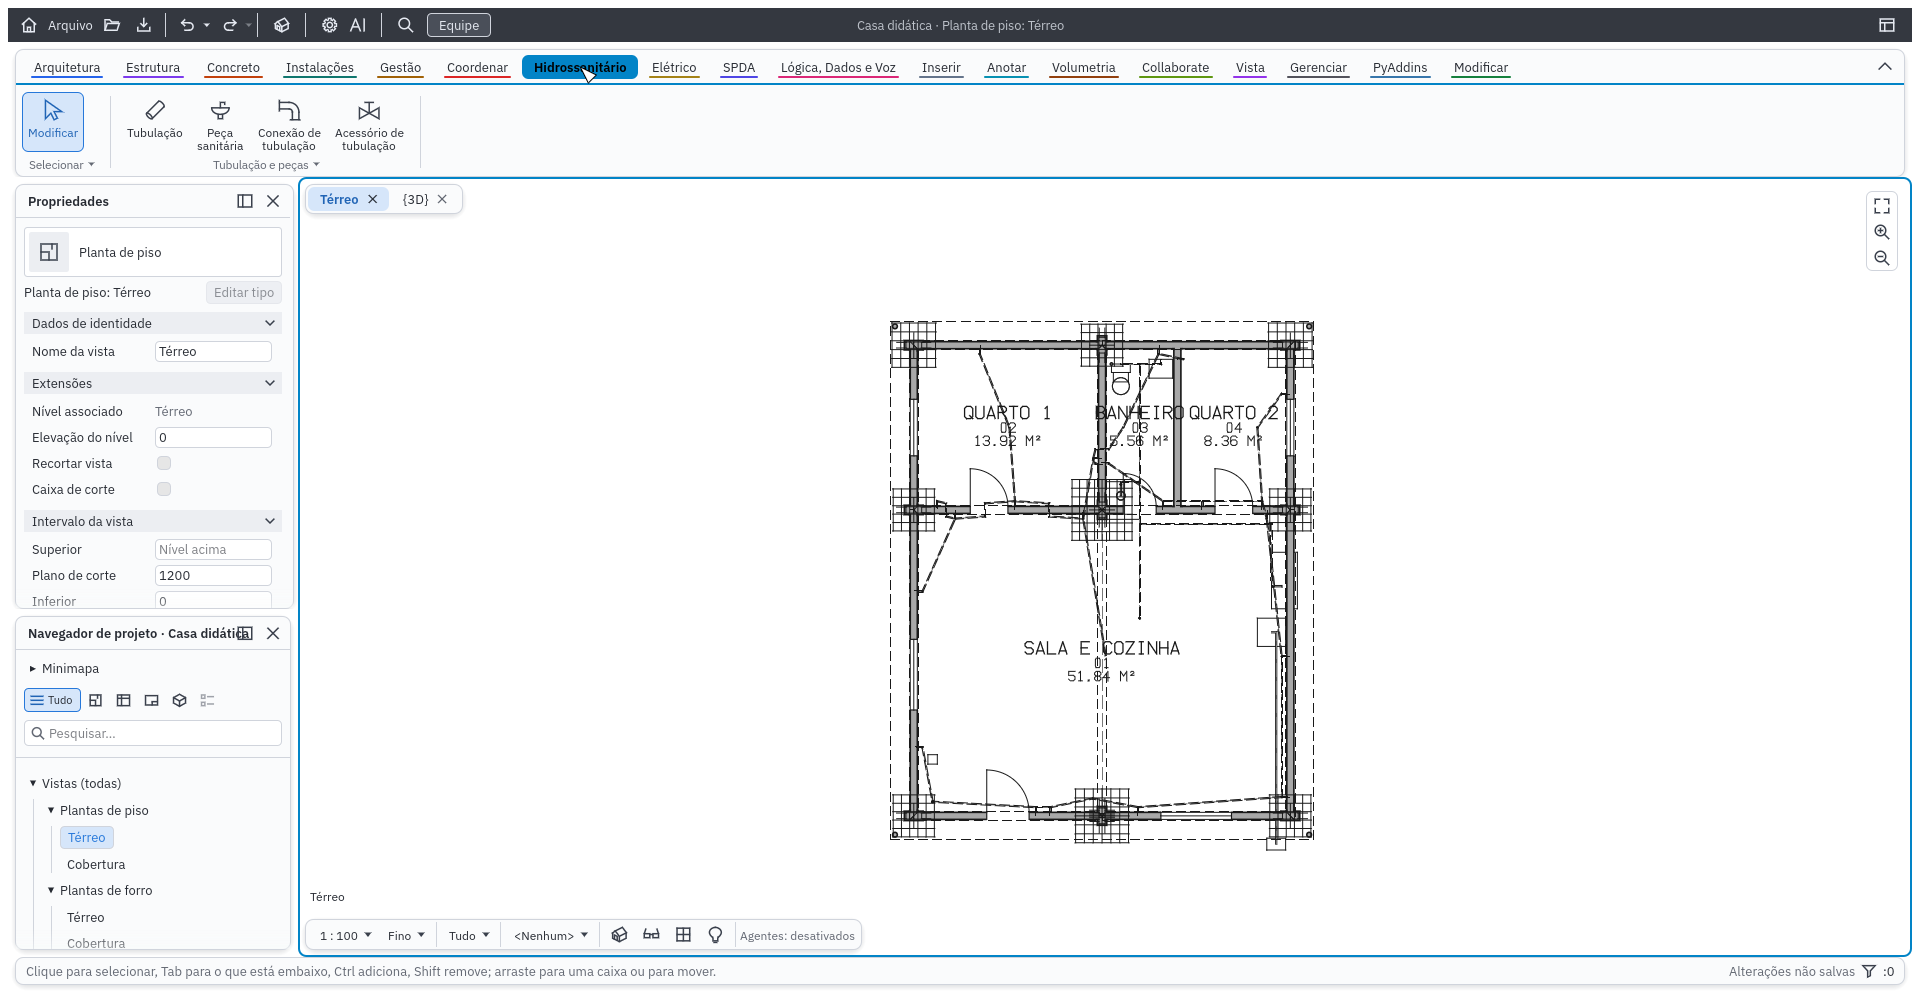 Arquivo
Equipe
Casa didática · Planta de piso: Térreo
Arquitetura Estrutura Concreto Instalações Gestão Coordenar Hidrossanitário Elétrico SPDA Lógica, Dados e Voz Inserir Anotar Volumetria Collaborate Vista Gerenciar PyAddins Modificar
Modificar
Tubulação
Peça sanitária
Conexão de tubulação
Acessório de tubulação
Selecionar
Tubulação e peças
Propriedades
Planta de piso
Planta de piso: Térreo
Editar tipo
Dados de identidade
Nome da vista Térreo
Extensões
Nível associado Térreo
Elevação do nível 0
Recortar vista
Caixa de corte
Intervalo da vista
Superior Nível acima
Plano de corte 1200
Inferior 0
Navegador de projeto · Casa didática
Minimapa
Tudo
Pesquisar...
Vistas (todas)
Plantas de piso
Térreo
Cobertura
Plantas de forro
Térreo
Cobertura
Térreo
{3D}
QUARTO 1
02
13.92 M²
BANHEIRO
03
5.56 M²
QUARTO 2
04
8.36 M²
SALA E COZINHA
01
51.84 M²
Térreo
1 : 100
Fino
Tudo
<Nenhum>
Agentes: desativados
Clique para selecionar, Tab para o que está embaixo, Ctrl adiciona, Shift remove; arraste para uma caixa ou para mover.
Alterações não salvas
:0